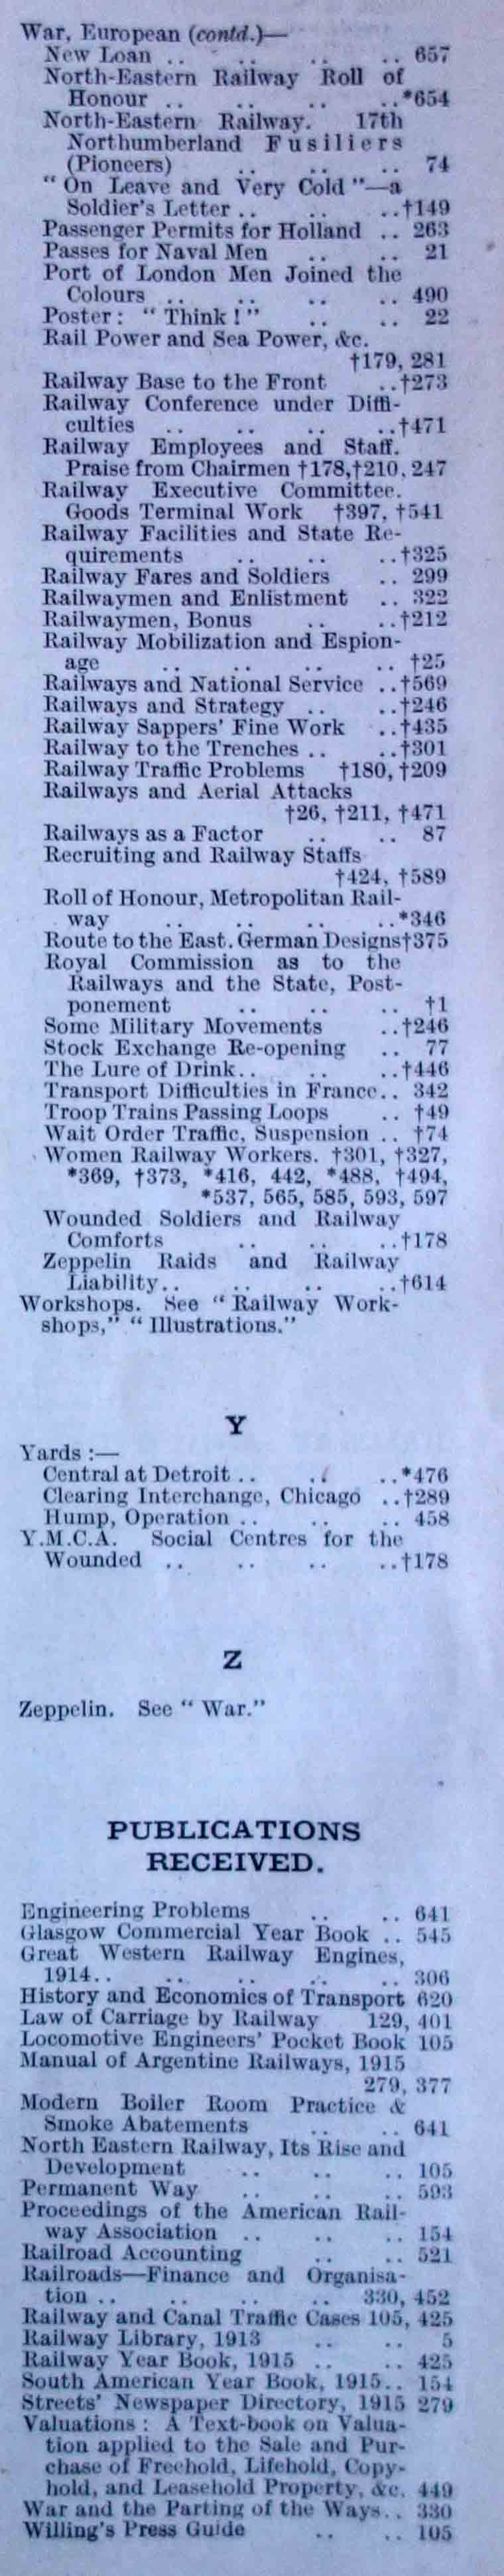 War, European (contd.)—
New Loan .. .. .. .. 657
North-Eastern Railway Roll of
Honour .. .. .. ..*654
North-Eastern Railway. 17th
Northumberland Fusiliers
(Pioneers) .. .. .. 74
" On Leave and Very Cold "—a
Soldier's Letter .. .. ..†149
Passenger Permits for Holland .. 263
Passes for Naval Men .. .. 21
Port of London Men Joined the
Colours .. .. .. .. 490
Poster : " Think ! " .. .. 22
Rail Power and Sea Power, &c.
†179, 281
Railway Base to the Front ..†273
Railway Conference under Diffi-
culties .. .. .. ..†471
Railway Employees and Staff.
Praise from Chairmen †178,†210, 247
Railway Executive Committee.
Goods Terminal Work †397, †541
Railway Facilities and State Re-
quirements .. .. ..†325
Railway Fares and Soldiers .. 299
Railwaymen and Enlistment .. 322
Railwaymen, Bonus .. ..†212
Railway Mobilization and Espion-
age .. .. .. .. †25
Railways and National Service ..†569
Railways and Strategy .. ..†246
Railway Sappers' Fine Work ..†435
Railway to the Trenches .. ..†301
Railway Traffic Problems †180, †209
Railways and Aerial Attacks
†26, †211, †471
Railways as a Factor .. .. 87
Recruiting and Railway Staffs
†424, †589
Roll of Honour, Metropolitan Rail-
way .. .. .. ..*346
Route to the East. German Designs†375
Royal Commission as to the
Railways and the State, Post-
ponement .. .. .. †1
Some Military Movements ..†246
Stock Exchange Re-opening .. 77
The Lure of Drink.. .. ..†446
Transport Difficulties in France.. 342
Troop Trains Passing Loops .. †49
Wait Order Traffic, Suspension .. †74
Women Railway Workers. †301, †327,
*369, †373, *416, 442, *488, †494,
*537, 565, 585, 593, 597
Wounded Soldiers and Railway
Comforts .. .. ..†178
Zeppelin Raids and Railway
Liability.. .. .. ..†614
Workshops. See " Railway Work-
shops," " Illustrations."
Y
Yards :—
Central at Detroit .. .. ..*476
Clearing Interchange, Chicago ..†289
Hump, Operation .. .. .. 458
Y.M.C.A. Social Centres for the
Wounded .. .. .. ..†178
Z
Zeppelin. See " War."
PUBLICATIONS
RECEIVED.
Engineering Problems .. .. 641
Glasgow Commercial Year Book .. 545
Great Western Railway Engines,
1914.. .. .. .. .. 306
History and Economics of Transport 620
Law of Carriage by Railway 129, 401
Locomotive Engineers' Pocket Book 105
Manual of Argentine Railways, 1915
279, 377
Modern Boiler Room Practice &
Smoke Abatements .. .. 641
North Eastern Railway, Its Rise and
Development .. .. .. 105
Permanent Way .. .. .. 593
Proceedings of the American Rail-
way Association .. .. .. 154
Railroad Accounting .. .. 521
Railroads—Finance and Organisa-
tion .. .. .. .. 330, 452
Railway and Canal Traffic Cases 105, 425
Railway Library, 1913 .. .. 5
Railway Year Book, 1915 .. .. 425
South American Year Book, 1915.. 154
Streets' Newspaper Directory, 1915 279
Valuations : A Text-book on Valua-
tion applied to the Sale and Pur-
chase of Freehold, Lifehold, Copy-
hold, and Leasehold Property, &c. 449
War and the Parting of the Ways.. 330
Willing's Press Guide .. .. 105